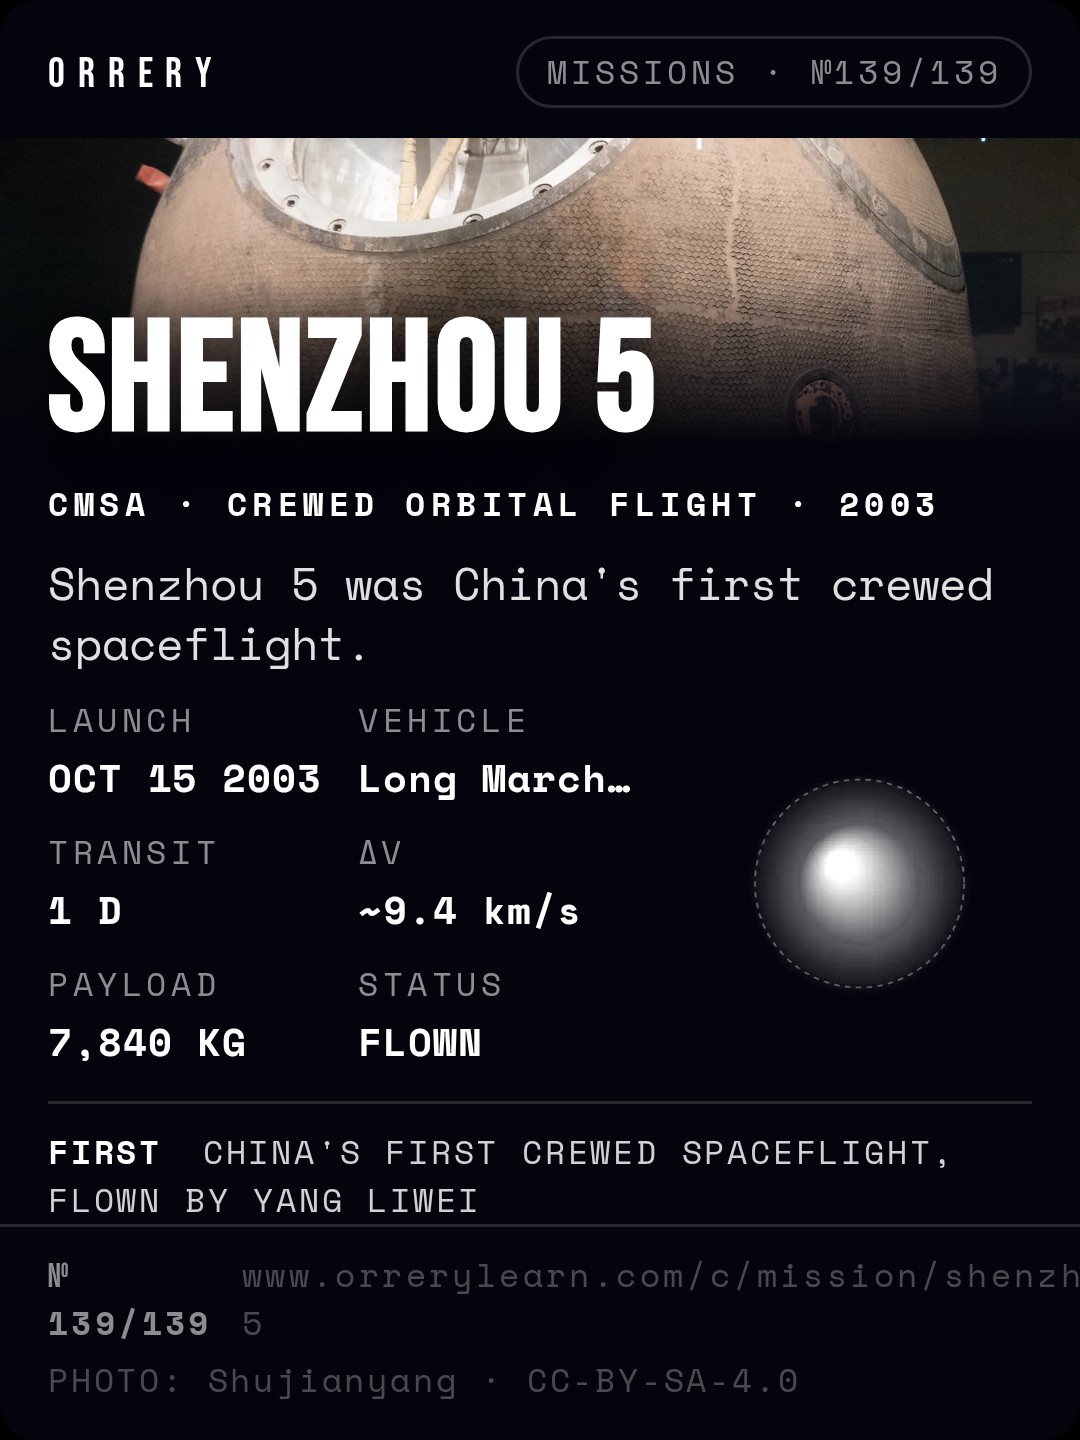 ORRERY
MISSIONS · №139/139
SHENZHOU 5
CMSA · CREWED ORBITAL FLIGHT · 2003
Shenzhou 5 was China's first crewed
spaceflight.
LAUNCH VEHICLE
OCT 15 2003 Long March…
TRANSIT ΔV
1 D ~9.4 km/s
PAYLOAD STATUS
7,840 KG FLOWN
FIRST CHINA'S FIRST CREWED SPACEFLIGHT,
FLOWN BY YANG LIWEI
№ www.orrerylearn.com/c/mission/shenzh
139/139 5
PHOTO: Shujianyang · CC-BY-SA-4.0